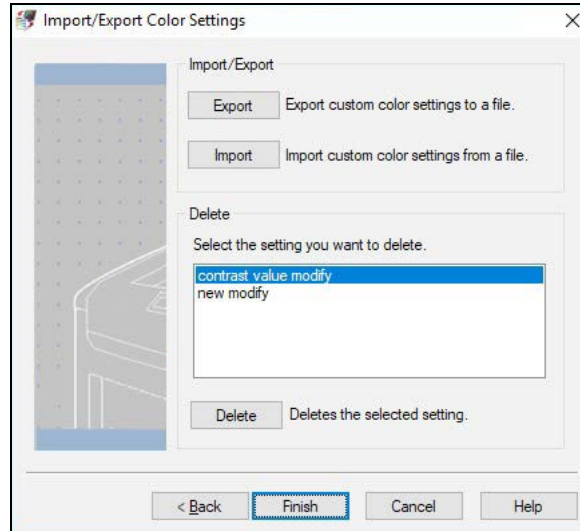 Import/Export Color Settings
Import/Export
Export Export custom color settings to a file.
Import Import custom color settings from a file.
Delete
Select the setting you want to delete.
contrast value modify
new modify
Delete Deletes the selected setting.
< Back Finish Cancel Help